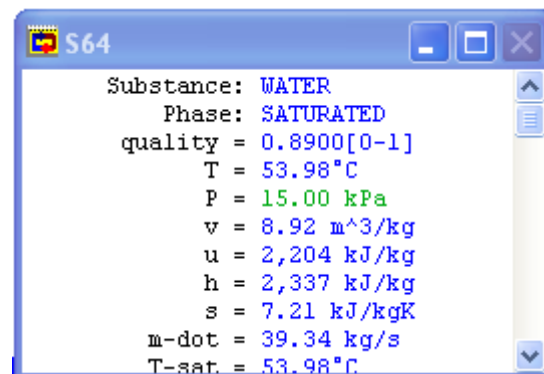 S64
Substance: WATER
Phase: SATURATED
quality = 0.8900[0-1]
T = 53.98°C
P = 15.00 kPa
v = 8.92 m^3/kg
u = 2,204 kJ/kg
h = 2,337 kJ/kg
s = 7.21 kJ/kgK
m-dot = 39.34 kg/s
T-sat = 53.98°C